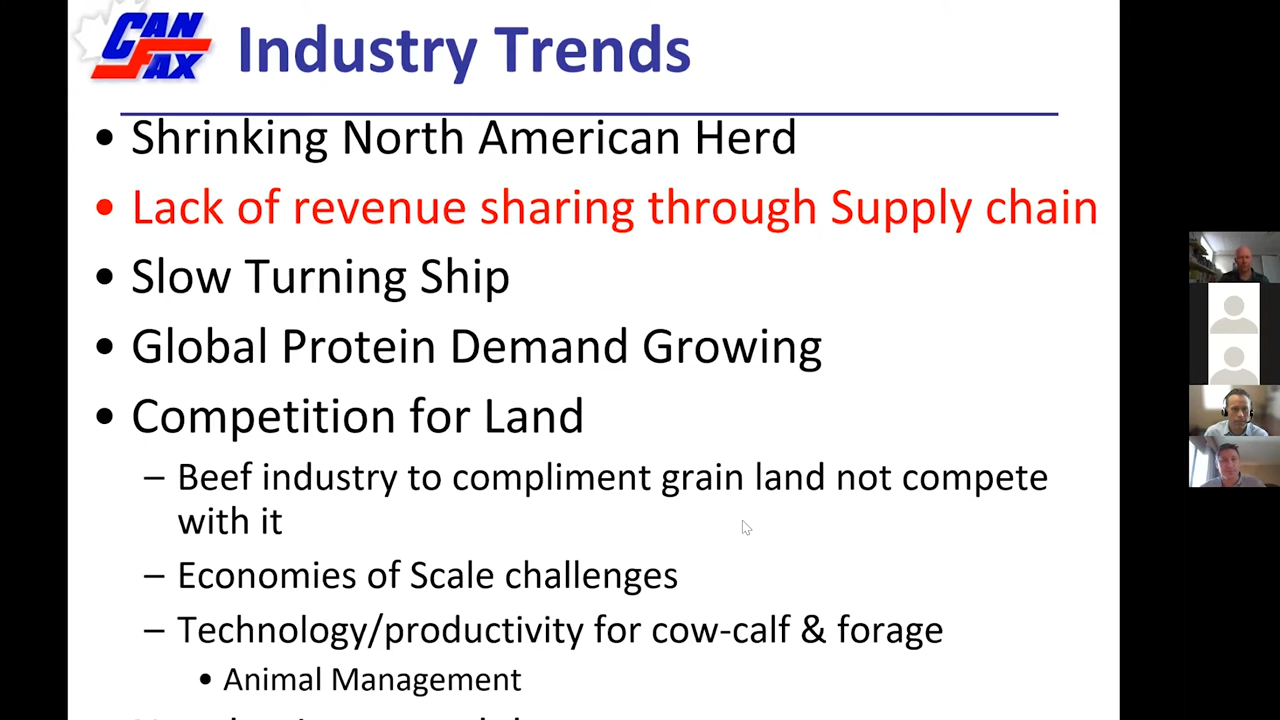 CAN
FAX
Industry Trends
• Shrinking North American Herd
• Lack of revenue sharing through Supply chain
• Slow Turning Ship
• Global Protein Demand Growing
• Competition for Land
– Beef industry to compliment grain land not compete
with it
– Economies of Scale challenges
– Technology/productivity for cow-calf & forage
• Animal Management